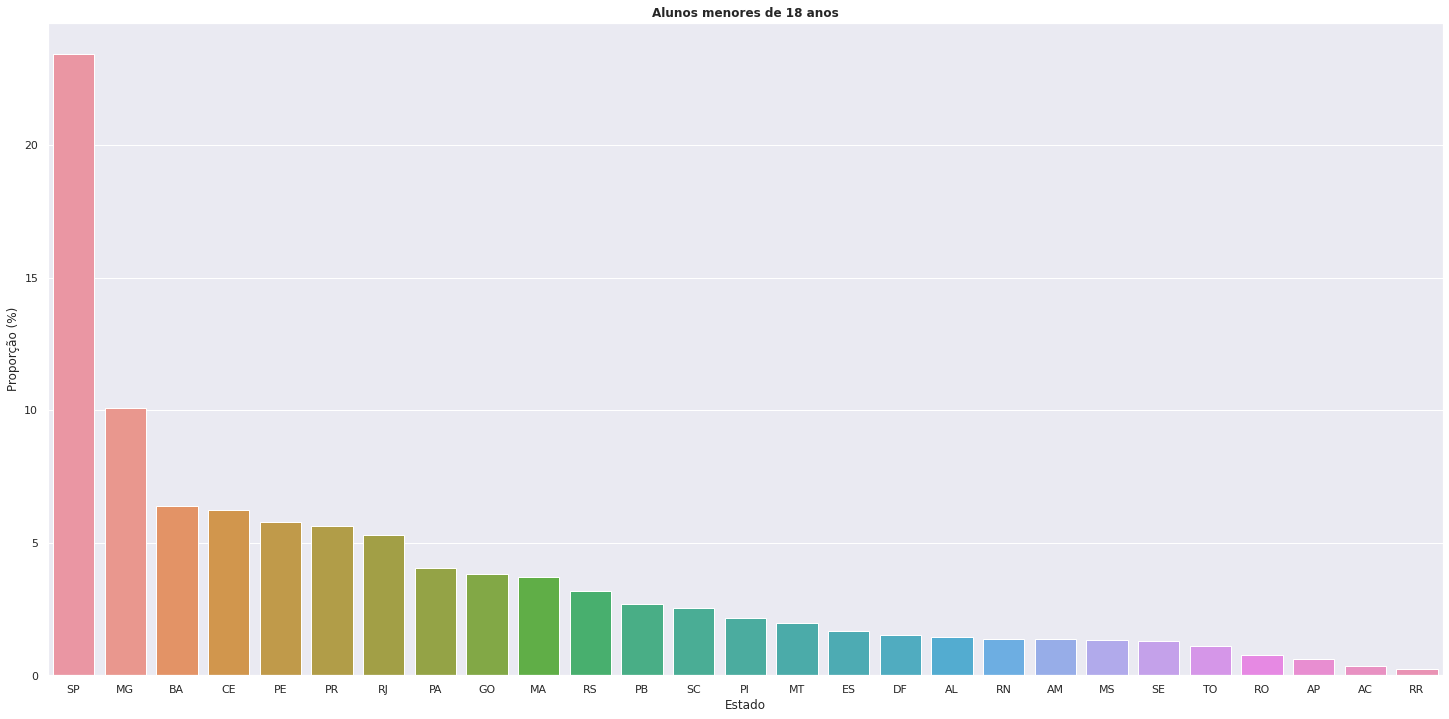 Alunos menores de 18 anos
Proporção (%)
20
15
10
5
0
SP MG BA CE PE PR RJ PA GO MA RS PB SC PI MT ES DF AL RN AM MS SE TO RO AP AC RR
Estado